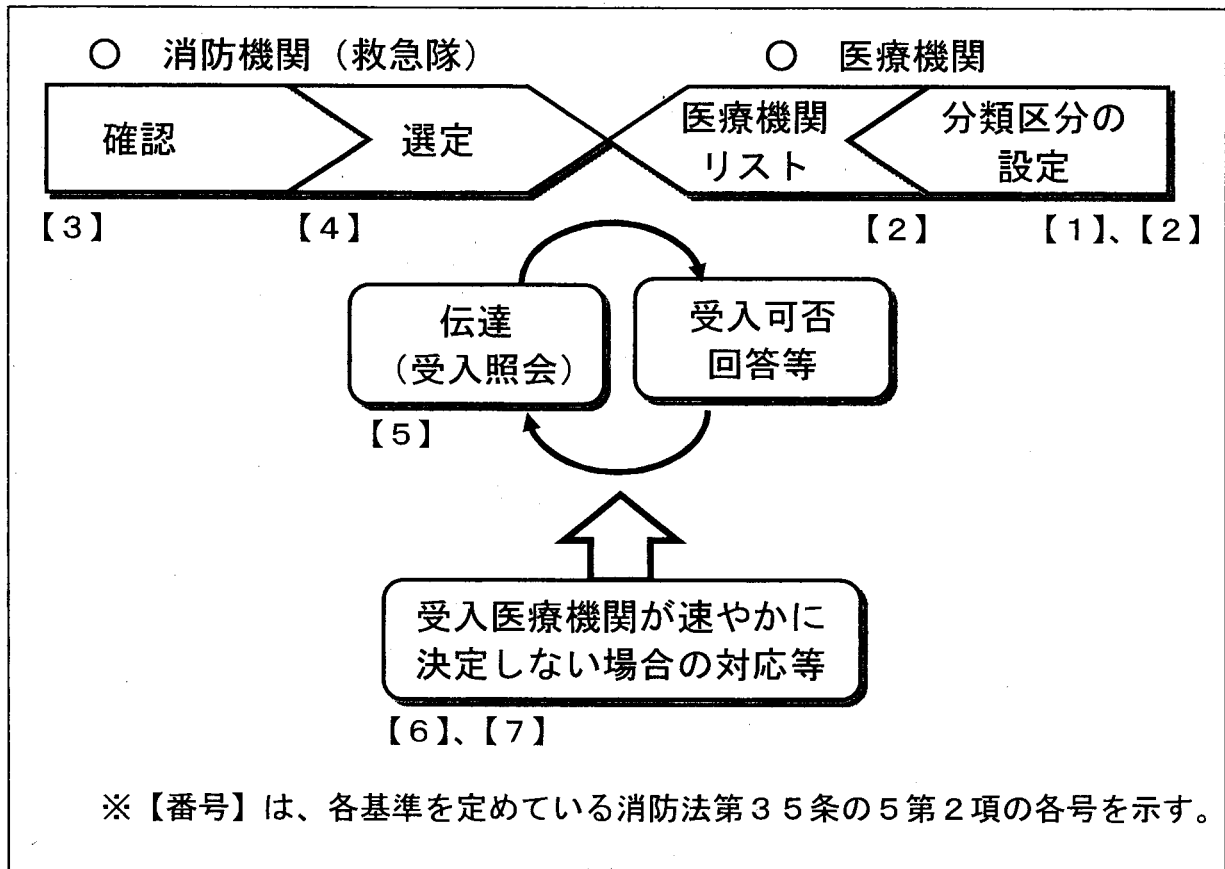 ○ 消防機関（救急隊）
○ 医療機関
確認
選定
医療機関
リスト
分類区分の
設定
【３】
【４】
【２】
【１】、【２】
伝達
（受入照会）
受入可否
回答等
【５】
受入医療機関が速やかに
決定しない場合の対応等
【６】、【７】
※【番号】は、各基準を定めている消防法第３５条の５第２項の各号を示す。